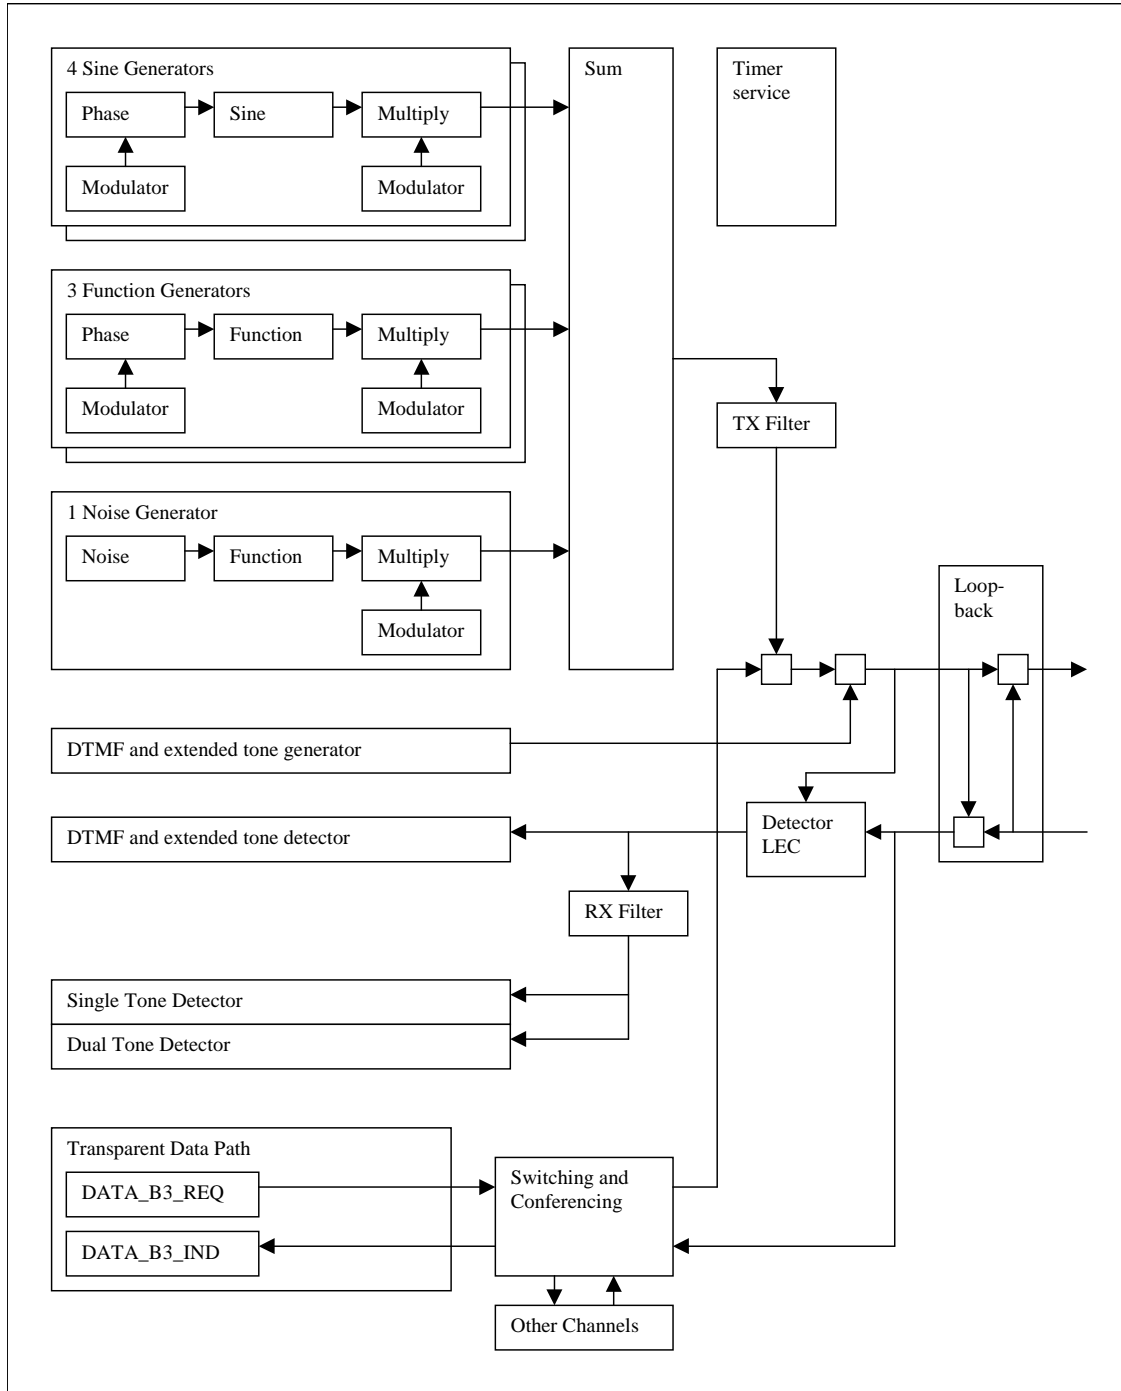 4 Sine Generators
Phase
Sine
Multiply
Modulator
Modulator
Sum
Timer
service
3 Function Generators
Phase
Function
Multiply
Modulator
Modulator
TX Filter
1 Noise Generator
Noise
Function
Multiply
Modulator
Loop-
back
DTMF and extended tone generator
DTMF and extended tone detector
Detector
LEC
RX Filter
Single Tone Detector
Dual Tone Detector
Transparent Data Path
DATA_B3_REQ
DATA_B3_IND
Switching and
Conferencing
Other Channels